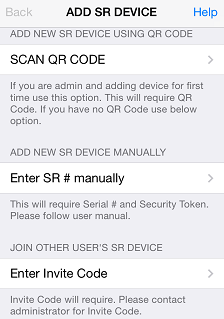 Back ADD SR DEVICE Help
ADD NEW SR DEVICE USING QR CODE
SCAN QR CODE
If you are admin and adding device for first
time use this option. This will require QR
Code. If you have no QR Code use below
option.
ADD NEW SR DEVICE MANUALLY
Enter SR # manually
This will require Serial # and Security Token.
Please follow user manual.
JOIN OTHER USER'S SR DEVICE
Enter Invite Code
Invite Code will require. Please contact
administrator for Invite Code.